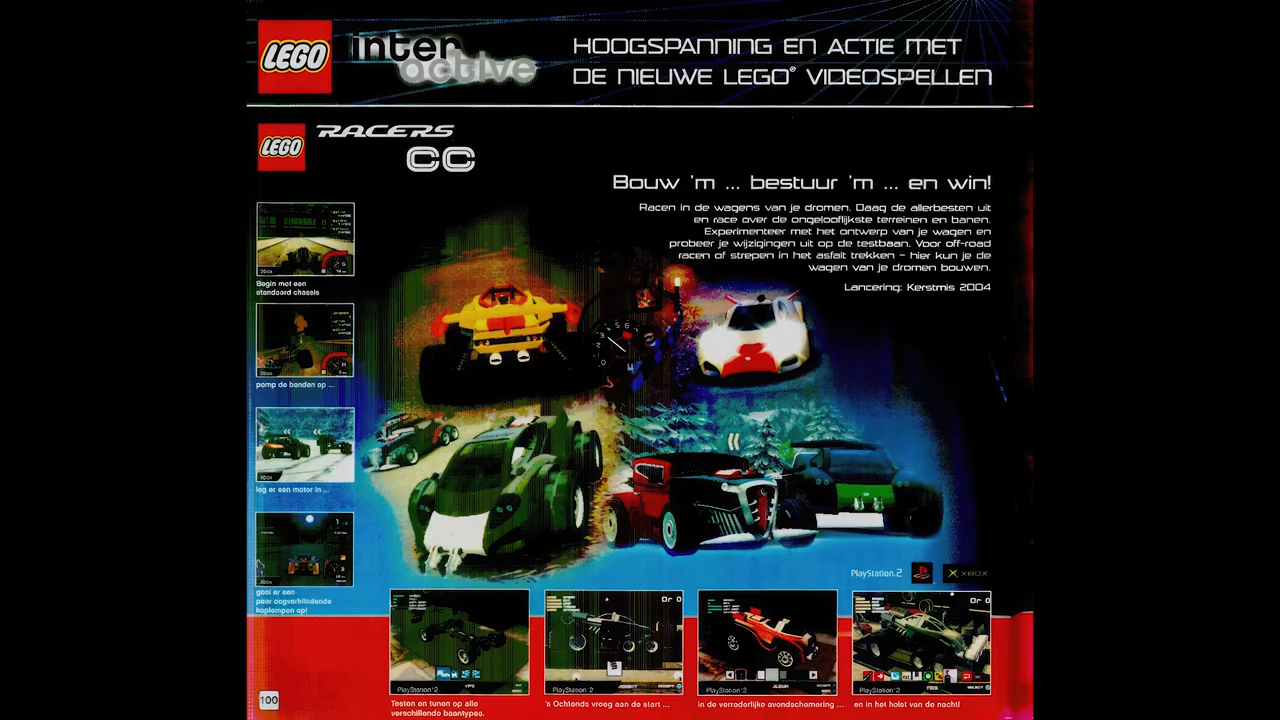 LEGO
inter
active
HOOGSPANNING EN ACTIE MET
DE NIEUWE LEGO® VIDEOSPELLEN
LEGO
RACERS
CC
Bouw 'm ... bestuur 'm ... en win!
Racen in de wagens van je dromen. Daag de allerbesten uit
en race over de ongelooflijkste terreinen en banen.
Experimenteer met het ontwerp van je wagen en
probeer je wijzigingen uit op de testbaan. Voor off-road
racen of strepen in het asfalt trekken – hier kun je de
wagen van je dromen bouwen.
Lancering: Kerstmis 2004
Begin met een
standaard chassis
pomp de banden op ...
leg er een motor in ...
gooi er een
paar oogverblindende
koplampen op!
PlayStation.2
XBOX
Or 0
Or 0
PlayStation 2
PlayStation 2
PlayStation 2
PlayStation 2
Testen en tunen op alle
verschillende baantypes.
's Ochtends vroeg aan de start ...
in de verraderlijke avondschemering ...
en in het holst van de nacht!
100